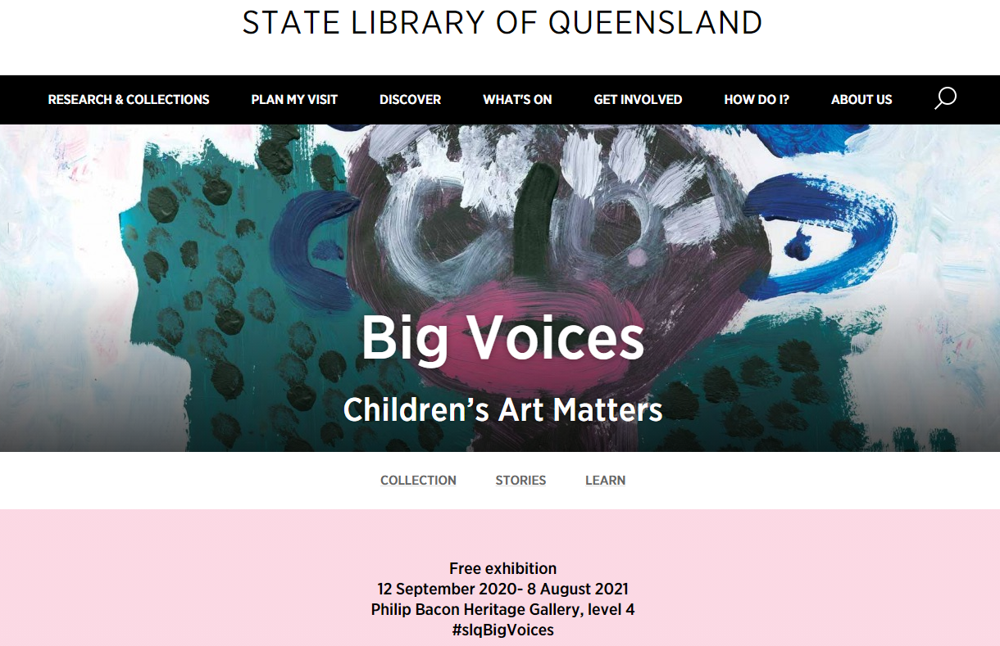 STATE LIBRARY OF QUEENSLAND
RESEARCH & COLLECTIONS PLAN MY VISIT DISCOVER WHAT'S ON GET INVOLVED HOW DO I? ABOUT US
Big Voices
Children’s Art Matters
COLLECTION STORIES LEARN
Free exhibition
12 September 2020- 8 August 2021
Philip Bacon Heritage Gallery, level 4
#slqBigVoices